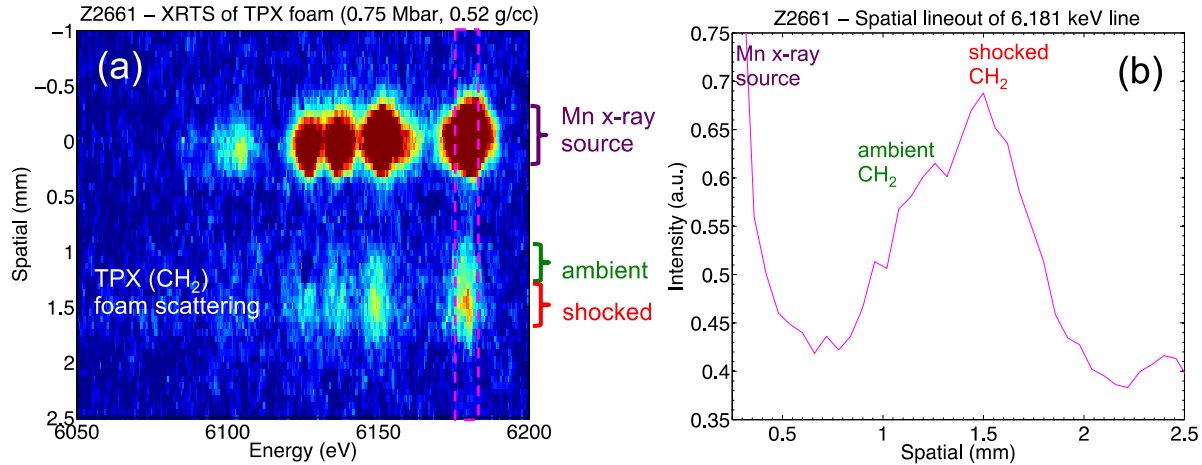 Z2661 – XRTS of TPX foam (0.75 Mbar, 0.52 g/cc)
(a)
−1
−0.5
0
0.5
1
1.5
2
2.5
Spatial (mm)
Mn x-ray
source
ambient
shocked
TPX (CH2)
foam scattering
6050
6100
6150
6200
Energy (eV)
Z2661 – Spatial lineout of 6.181 keV line
(b)
0.75
0.7
0.65
0.6
0.55
0.5
0.45
0.4
0.35
Intensity (a.u.)
Mn x-ray
source
shocked
CH2
ambient
CH2
0.5
1
1.5
2
2.5
Spatial (mm)